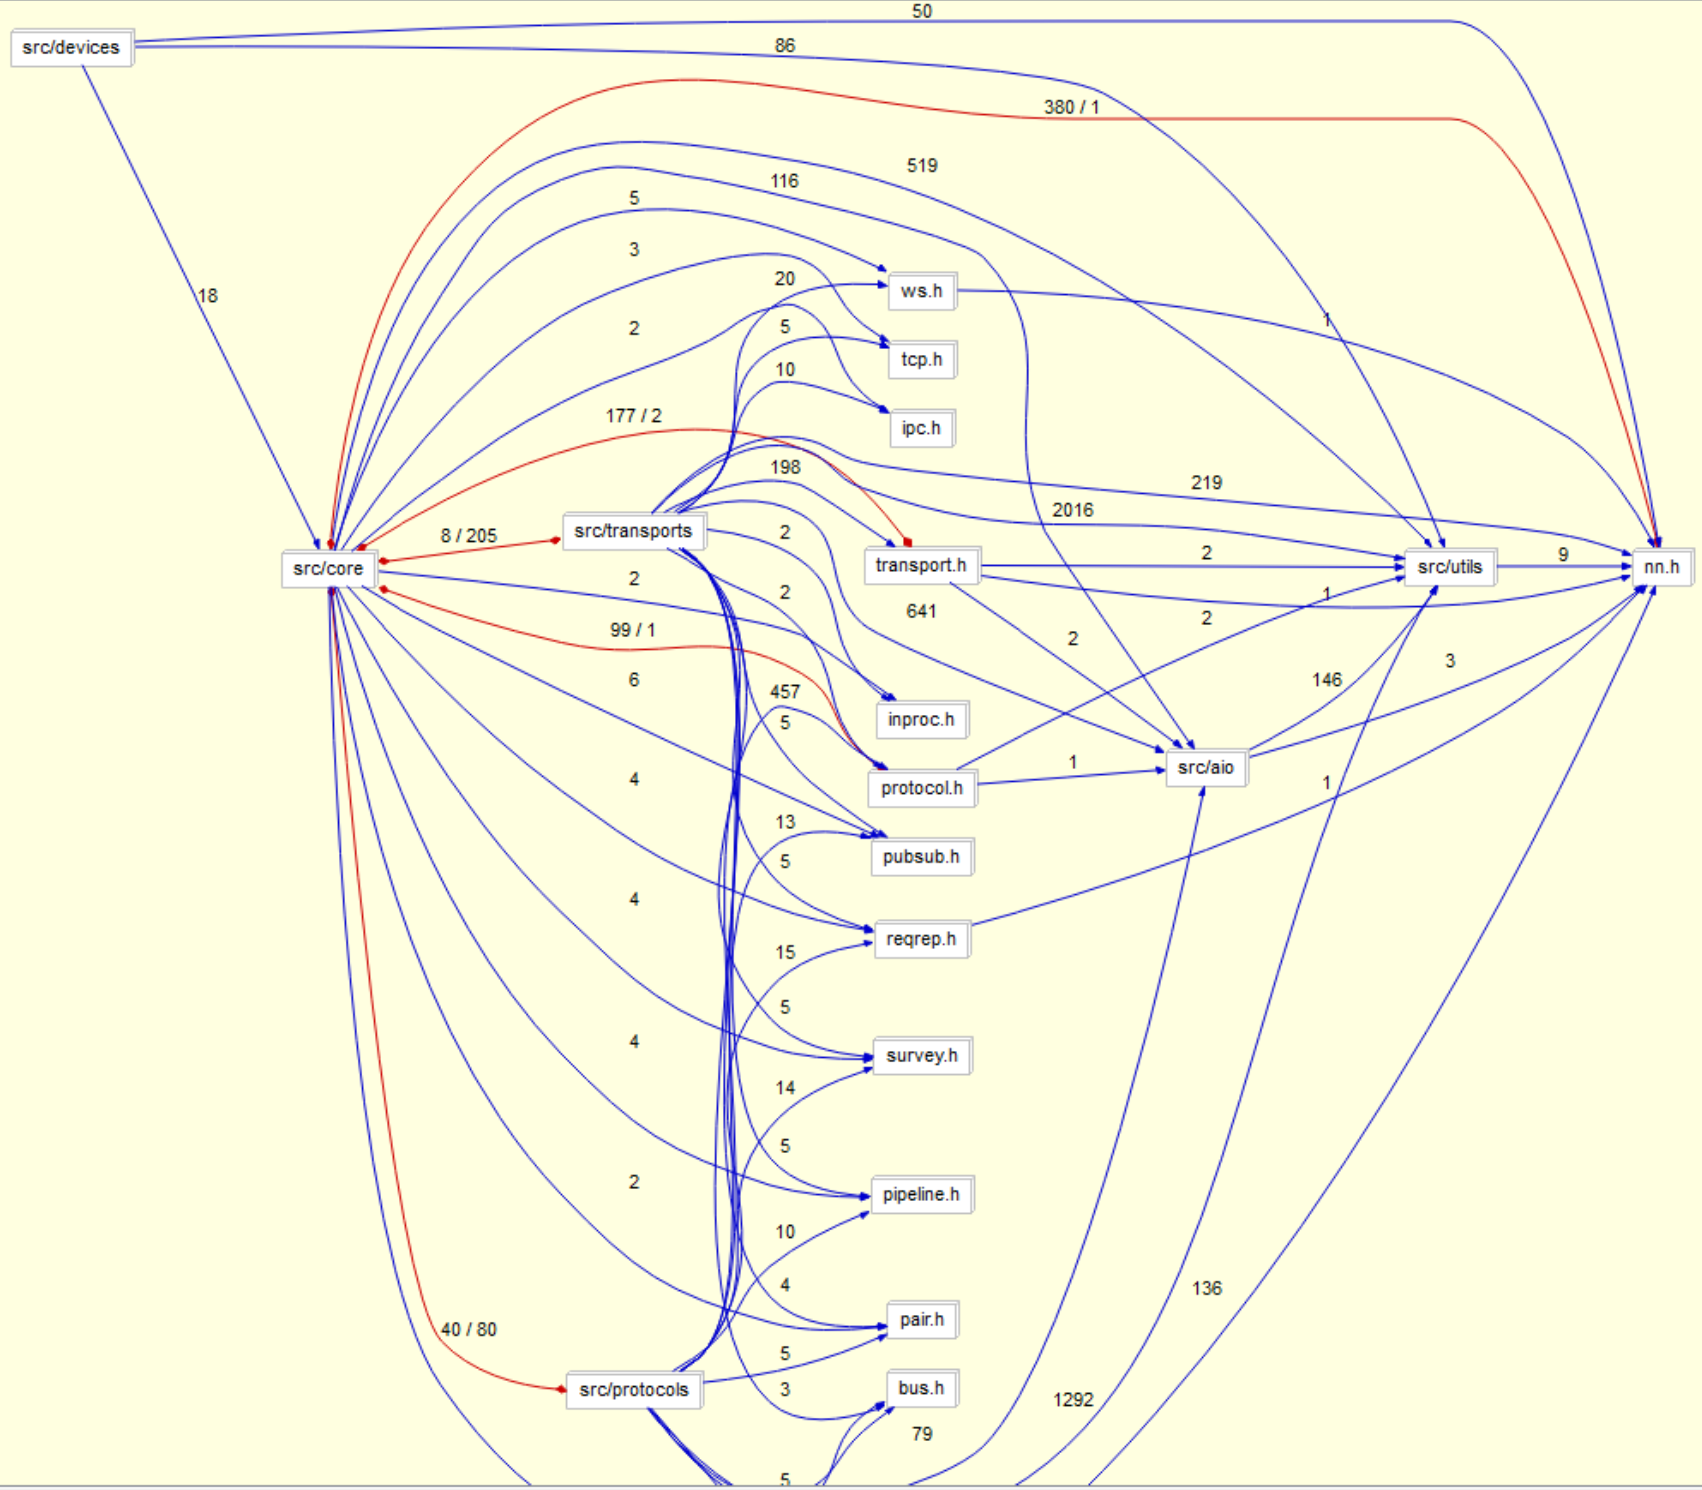 50
src/devices
86
380 / 1
519
116
5
3
20
ws.h
18
1
2
5
tcp.h
10
177 / 2
ipc.h
198
219
2016
src/transports
8 / 205
2
2
9
src/core
transport.h
src/utils
nn.h
2
2
1
641
2
99 / 1
2
3
6
146
457
5
inproc.h
1
src/aio
4
protocol.h
1
13
5
pubsub.h
4
15
reqrep.h
5
4
survey.h
14
5
2
pipeline.h
10
4
136
40 / 80
pair.h
5
src/protocols
3
bus.h
1292
79
5